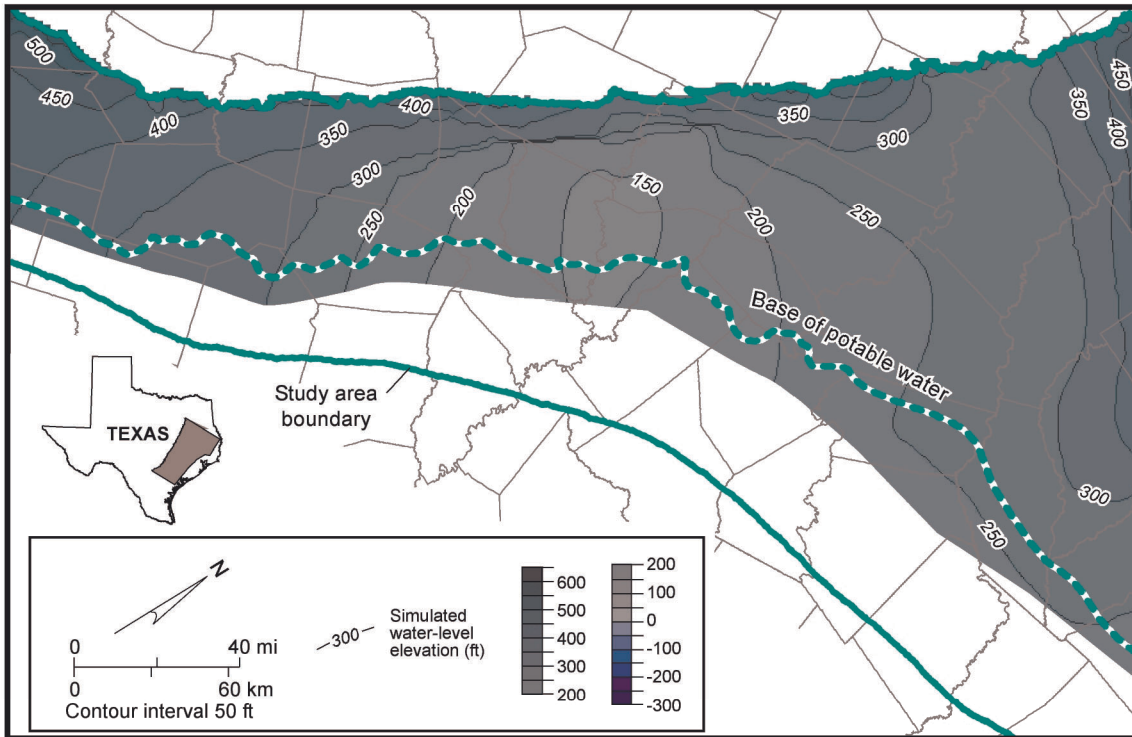 500
450
400
350
400
350
300
450
350
400
300
250
200
150
200
250
300
250
Base of potable water
Study area
boundary
TEXAS
N
0 40 mi
0 60 km
Contour interval 50 ft
300
Simulated
water-level
elevation (ft)
600
500
400
300
200
200
100
0
-100
-200
-300